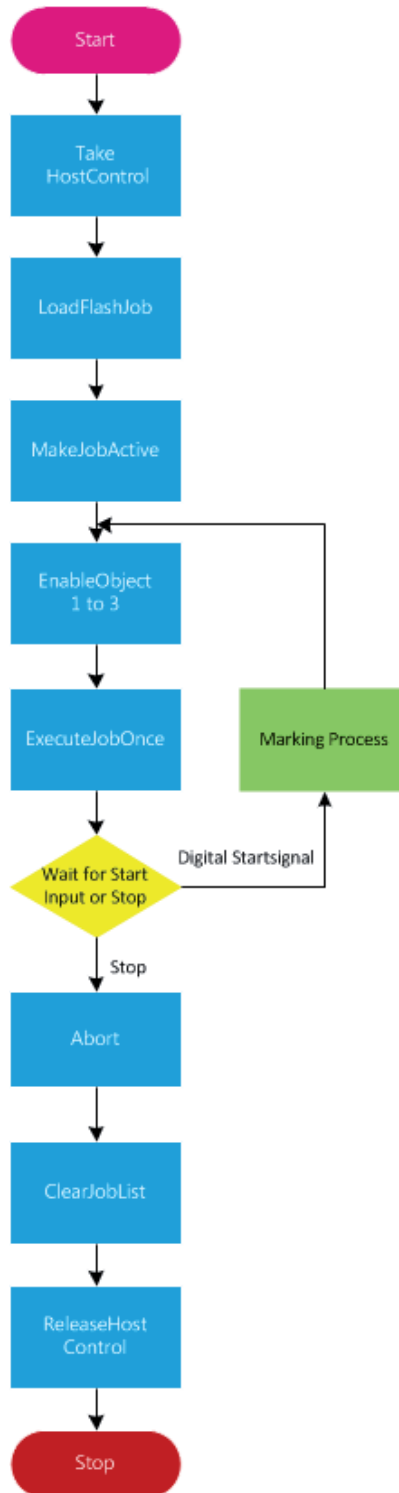 Start
Take
HostControl
LoadFlashJob
MakeJobActive
EnableObject
1 to 3
ExecuteJobOnce
Marking Process
Wait for Start
Input or Stop
Digital Startsignal
Stop
Abort
ClearJobList
ReleaseHost
Control
Stop